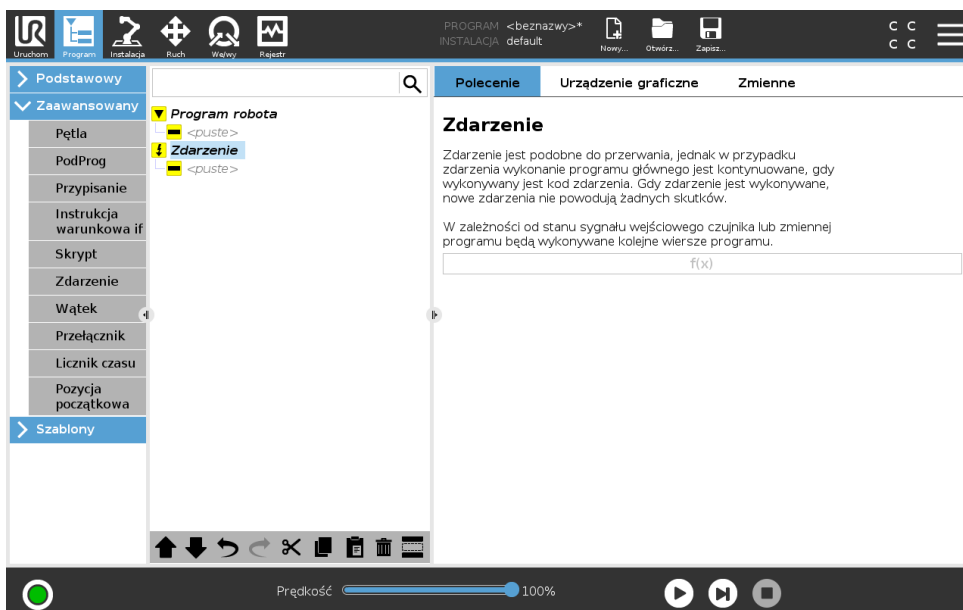 UR
Uruchom
Program
Instalacja
Ruch
We/wy
Rejestr
PROGRAM <beznazwy>*
INSTALACJA default
Nowy...
Otwórz...
Zapisz...
C C
C C
Podstawowy
Zaawansowany
Pętla
PodProg
Przypisanie
Instrukcja
warunkowa if
Skrypt
Zdarzenie
Wątek
Przełącznik
Licznik czasu
Pozycja
początkowa
Szablony
Program robota
<puste>
Zdarzenie
<puste>
Polecenie
Urządzenie graficzne
Zmienne
Zdarzenie
Zdarzenie jest podobne do przerwania, jednak w przypadku
zdarzenia wykonanie programu głównego jest kontynuowane, gdy
wykonywany jest kod zdarzenia. Gdy zdarzenie jest wykonywane,
nowe zdarzenia nie powodują żadnych skutków.
W zależności od stanu sygnału wejściowego czujnika lub zmiennej
programu będą wykonywane kolejne wiersze programu.
f(x)
Prędkość
100%